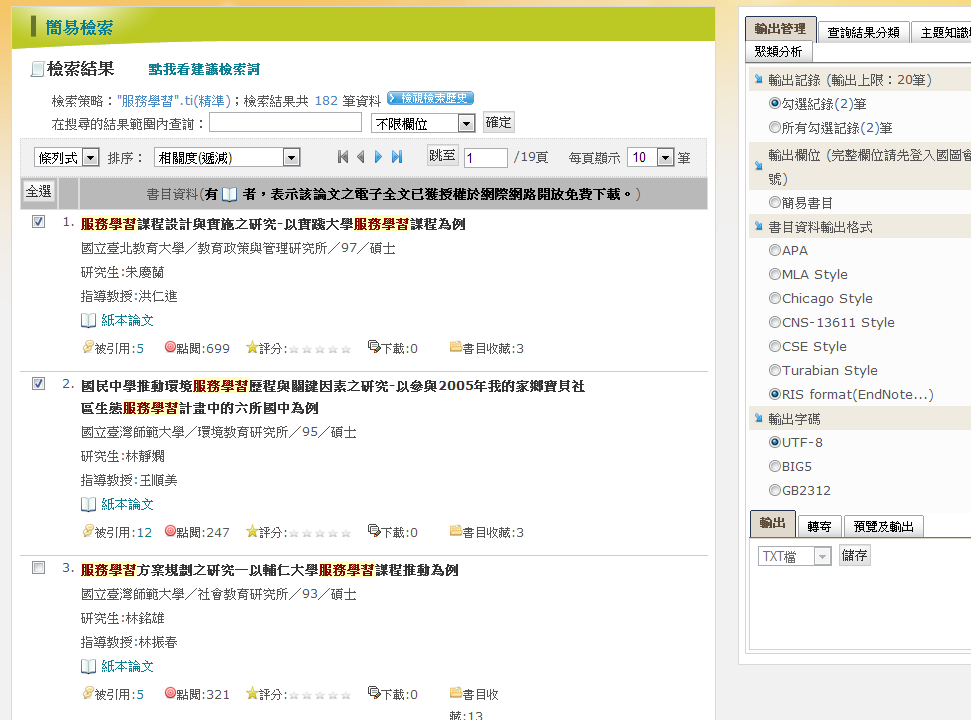 簡易檢索
檢索結果 點我看建議檢索詞
檢索策略："服務學習".ti(精準)；檢索結果共 182 筆資料 檢視檢索歷史
在搜尋的結果範圍內查詢： 不限欄位 確定
條列式 排序： 相關度(遞減) 跳至 1 /19頁 每頁顯示 10 筆
全選 書目資料(有 者，表示該論文之電子全文已獲授權於網際網路開放免費下載。)
1. 服務學習課程設計與實施之研究-以實踐大學服務學習課程為例
國立臺北教育大學／教育政策與管理研究所／97／碩士
研究生:朱慶蘭
指導教授:洪仁進
紙本論文
被引用:5 點閱:699 評分: 下載:0 書目收藏:3
2. 國民中學推動環境服務學習歷程與關鍵因素之研究-以參與2005年我的家鄉寶貝社
區生態服務學習計畫中的六所國中為例
國立臺灣師範大學／環境教育研究所／95／碩士
研究生:林靜嫻
指導教授:王順美
紙本論文
被引用:12 點閱:247 評分: 下載:0 書目收藏:3
3. 服務學習方案規劃之研究—以輔仁大學服務學習課程推動為例
國立臺灣師範大學／社會教育研究所／93／碩士
研究生:林銘雄
指導教授:林振春
紙本論文
被引用:5 點閱:321 評分: 下載:0 書目收
藏:13
輸出管理 查詢結果分類 主題知識
聚類分析
輸出記錄 (輸出上限：20筆)
勾選紀錄(2)筆
所有勾選記錄(2)筆
輸出欄位 (完整欄位請先登入國圖會
號)
簡易書目
書目資料輸出格式
APA
MLA Style
Chicago Style
CNS-13611 Style
CSE Style
Turabian Style
RIS format(EndNote...)
輸出字碼
UTF-8
BIG5
GB2312
輸出 轉寄 預覽及輸出
TXT檔 儲存